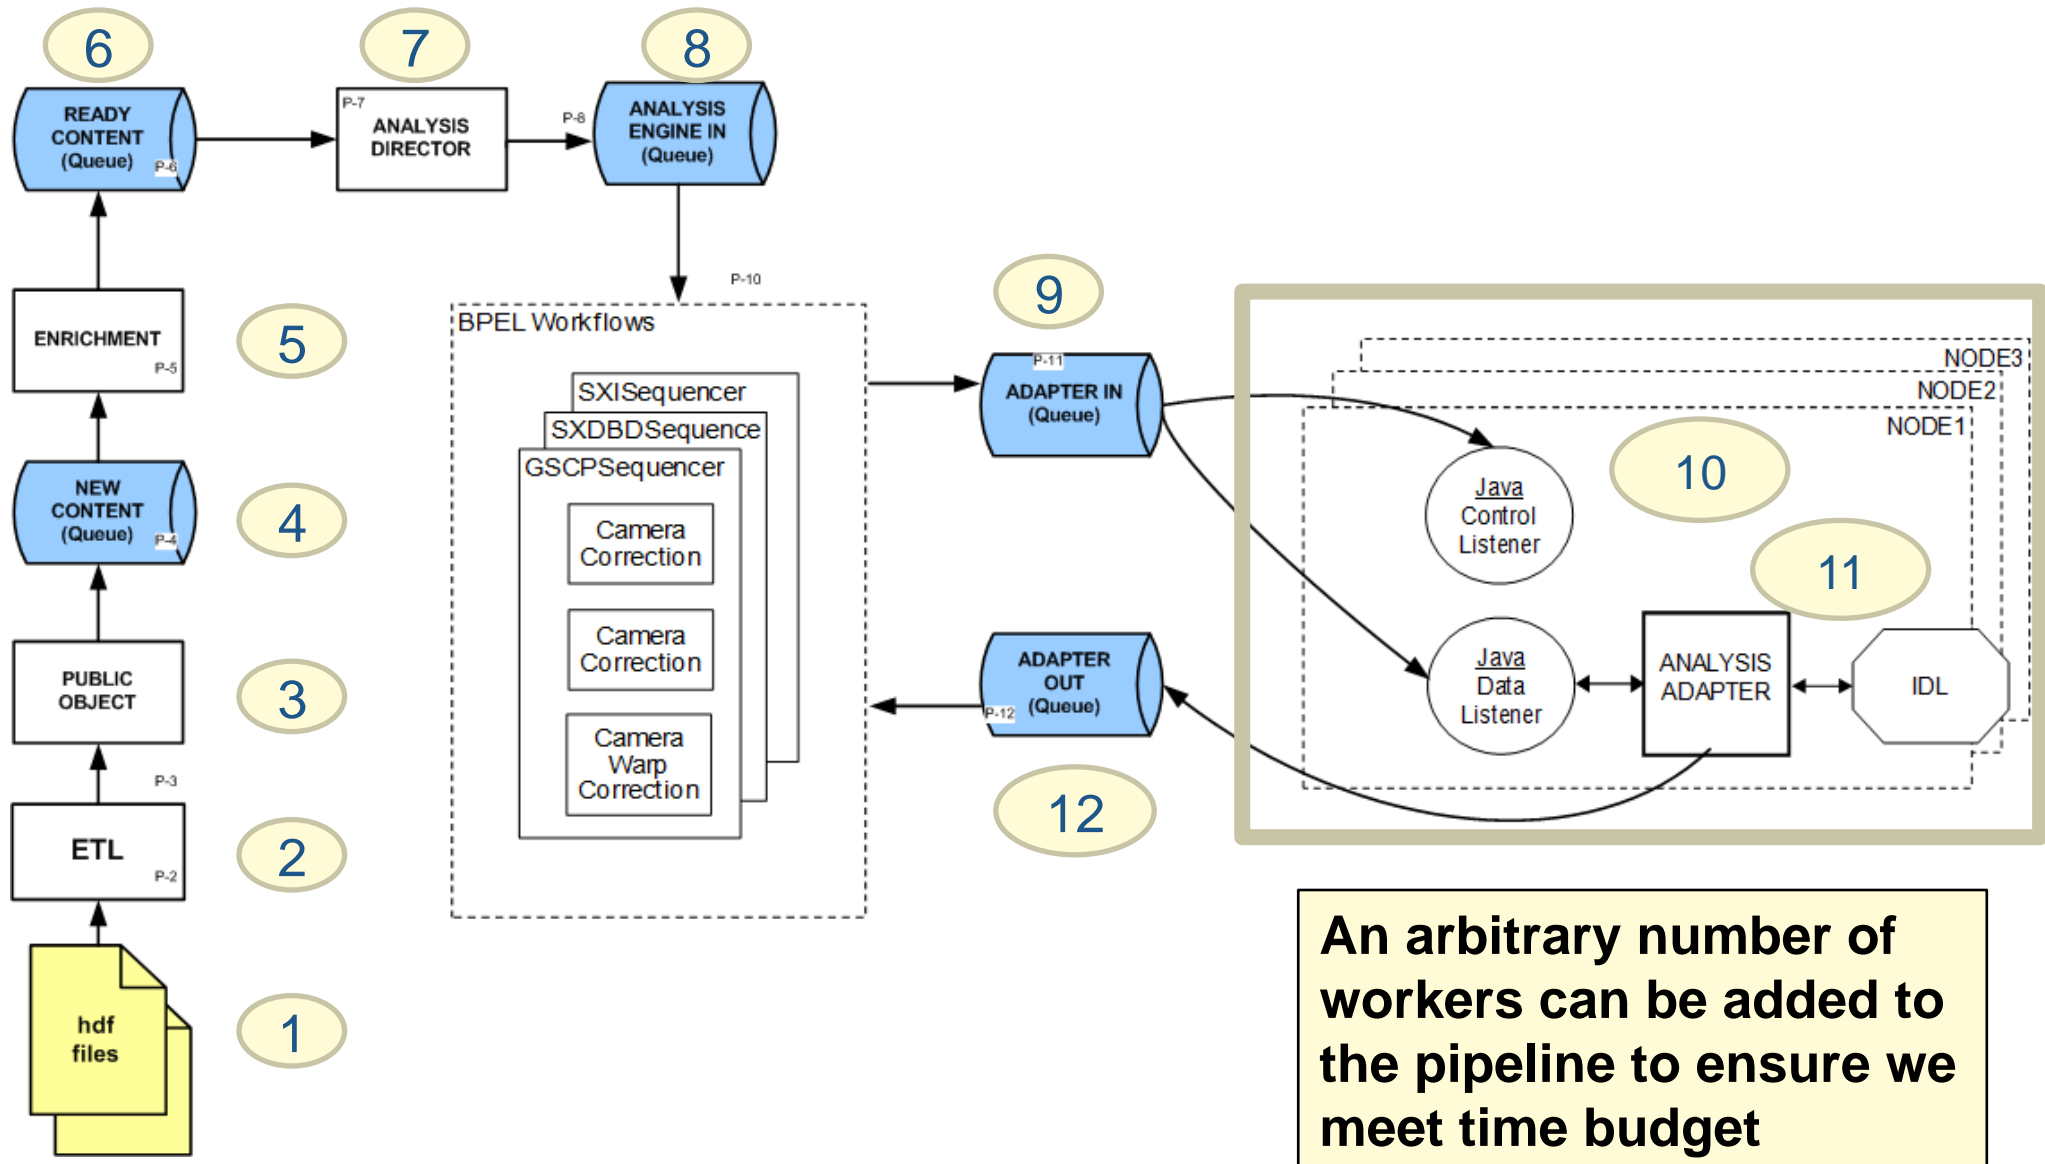 6
7
8
READY
CONTENT
(Queue)
P-6
P-7
ANALYSIS
DIRECTOR
P-8
ANALYSIS
ENGINE IN
(Queue)
P-10
ENRICHMENT
P-5
5
NEW
CONTENT
(Queue)
P-4
4
PUBLIC
OBJECT
3
P-3
ETL
P-2
2
hdf
files
1
BPEL Workflows
SXISequencer
SXDBDSequence
GSCPSequencer
Camera
Correction
Camera
Correction
Camera
Warp
Correction
9
P-11
ADAPTER IN
(Queue)
ADAPTER
OUT
(Queue)
P-12
12
NODE3
NODE2
NODE1
10
Java
Control
Listener
11
Java
Data
Listener
ANALYSIS
ADAPTER
IDL
An arbitrary number of
workers can be added to
the pipeline to ensure we
meet time budget